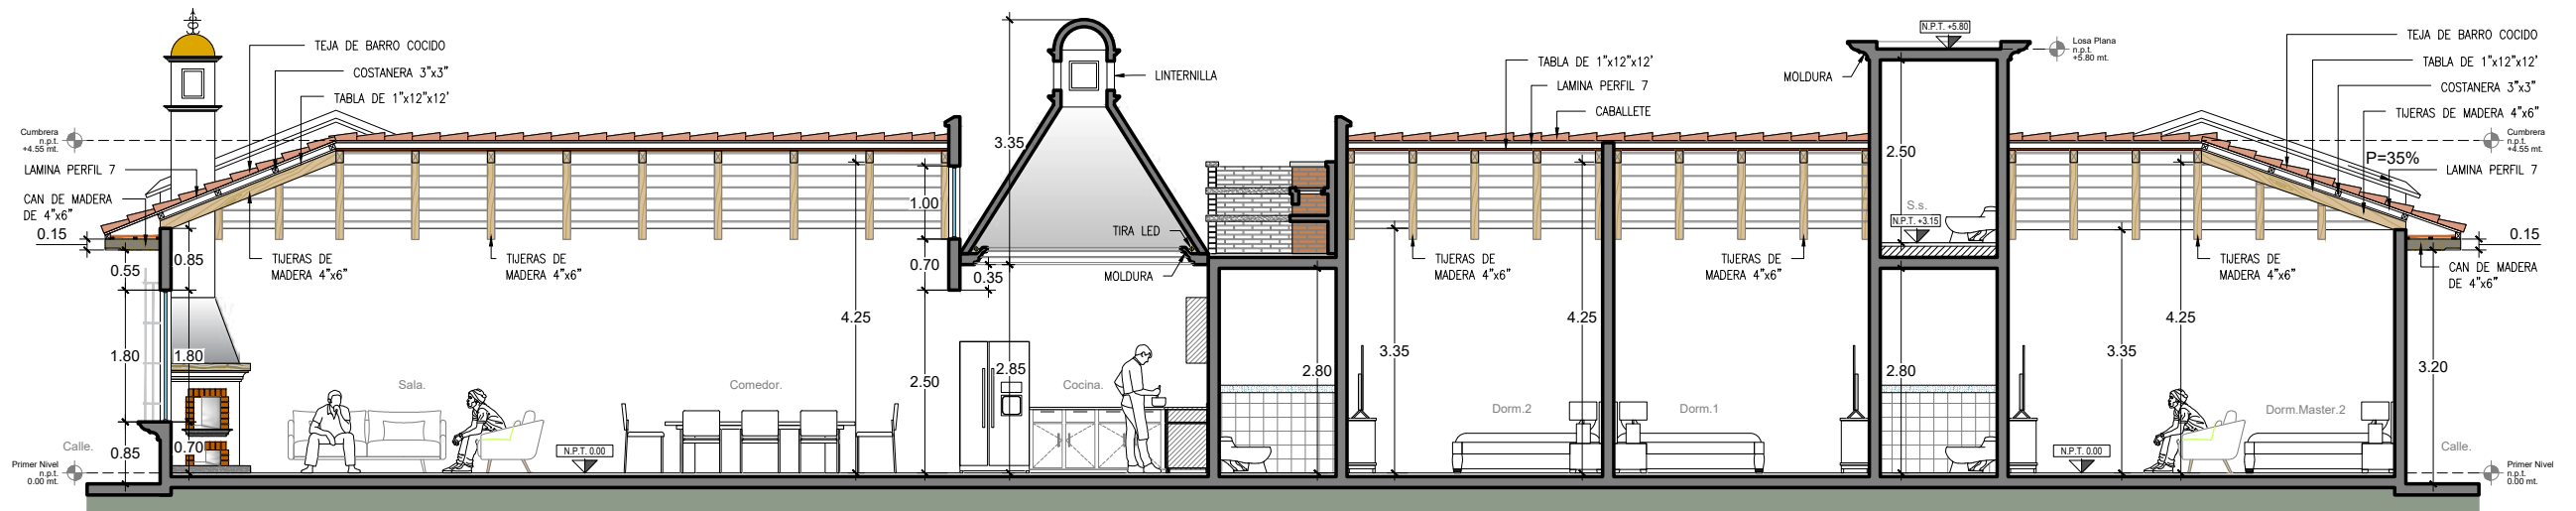 TEJA DE BARRO COCIDO
COSTANERA 3"x3"
TABLA DE 1"x12"x12'
Cumbrera
n.p.t.
+4.55 mt.
LAMINA PERFIL 7
CAN DE MADERA
DE 4"x6"
0.15
0.55
0.85
1.80
1.80
0.85
0.70
Calle.
Primer Nivel
n.p.t.
0.00 mt.
TIJERAS DE
MADERA 4"x6"
TIJERAS DE
MADERA 4"x6"
Sala.
N.P.T. 0.00
Comedor.
4.25
1.00
0.70
2.50
3.35
0.35
2.85
LINTERNILLA
TIRA LED
MOLDURA
Cocina.
2.80
TABLA DE 1"x12"x12'
LAMINA PERFIL 7
CABALLETE
TIJERAS DE
MADERA 4"x6"
3.35
4.25
Dorm.2
Dorm.1
TIJERAS DE
MADERA 4"x6"
MOLDURA
N.P.T. +5.80
Losa Plana
n.p.t.
+5.80 mt.
2.50
S.s.
N.P.T. +3.15
2.80
TEJA DE BARRO COCIDO
TABLA DE 1"x12"x12'
COSTANERA 3"x3"
TIJERAS DE MADERA 4"x6"
Cumbrera
n.p.t.
+4.55 mt.
P=35%
LAMINA PERFIL 7
TIJERAS DE
MADERA 4"x6"
0.15
CAN DE MADERA
DE 4"x6"
3.35
4.25
3.20
Dorm.Master.2
N.P.T. 0.00
Calle.
Primer Nivel
n.p.t.
0.00 mt.